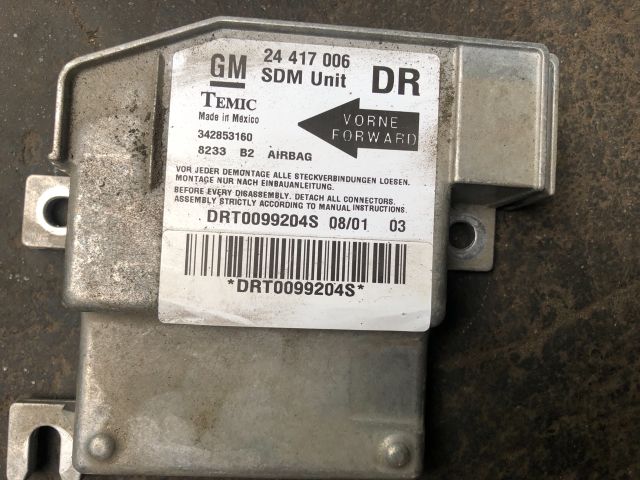 GM 24 417 006 DR
SDM Unit
TEMIC
Made in México
342853160
8233 B2 AIRBAG
VORNE
FORWARD
VOR JEDER DEMONTAGE ALLE STECKVERBINDUNGEN LOESEN.
MONTAGE NUR NACH EINBAUANLEITUNG.
BEFORE EVERY DISASSEMBLY. DETACH ALL CONNECTORS.
ASSEMBLY STRICTLY ACCORDING TO MANUAL INSTRUCTIONS.
DRT0099204S 08/01 03
*DRT0099204S*